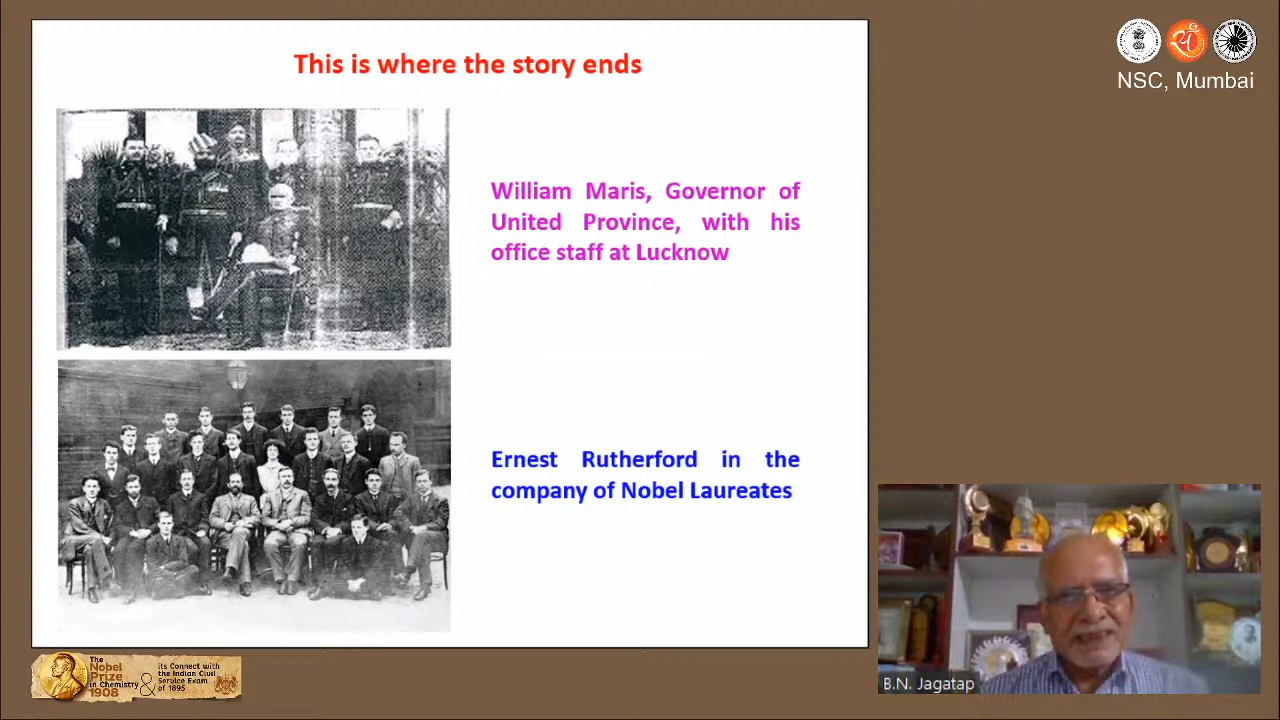 This is where the story ends
NSC, Mumbai
William Maris, Governor of
United Province, with his
office staff at Lucknow
Ernest Rutherford in the
company of Nobel Laureates
The
Nobel
Prize
in Chemistry
1908
&
its Connect with
the Indian Civil
Service Exam
of 1895
B.N. Jagatap